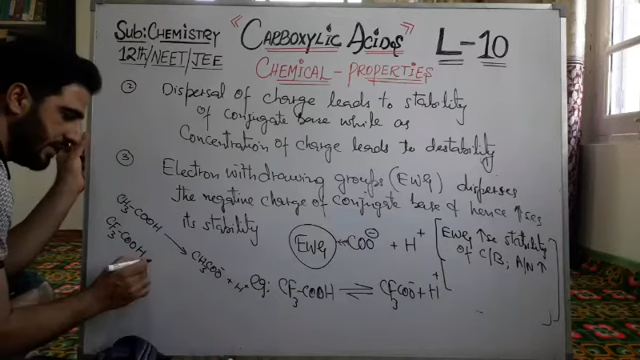 Sub: Chemistry
"Carboxylic Acids" L-10
12th/NEET/JEE
Chemical - Properties
② Dispersal of charge leads to stability
of conjugate base while as
Concentration of charge leads to destability
③ Electron withdrawing groups (EWG) disperses
the negative charge of conjugate base & hence ↑ses
its stability
CH3-COOH
CF3-COOH
→ CH3COO⁻ + H⁺
EWG ←COO⊖ + H⁺
[EWG ↑se stability
of C/B; A/N ↑]
eg: CF3-COOH ⇌ CF3COO⁻ + H⁺